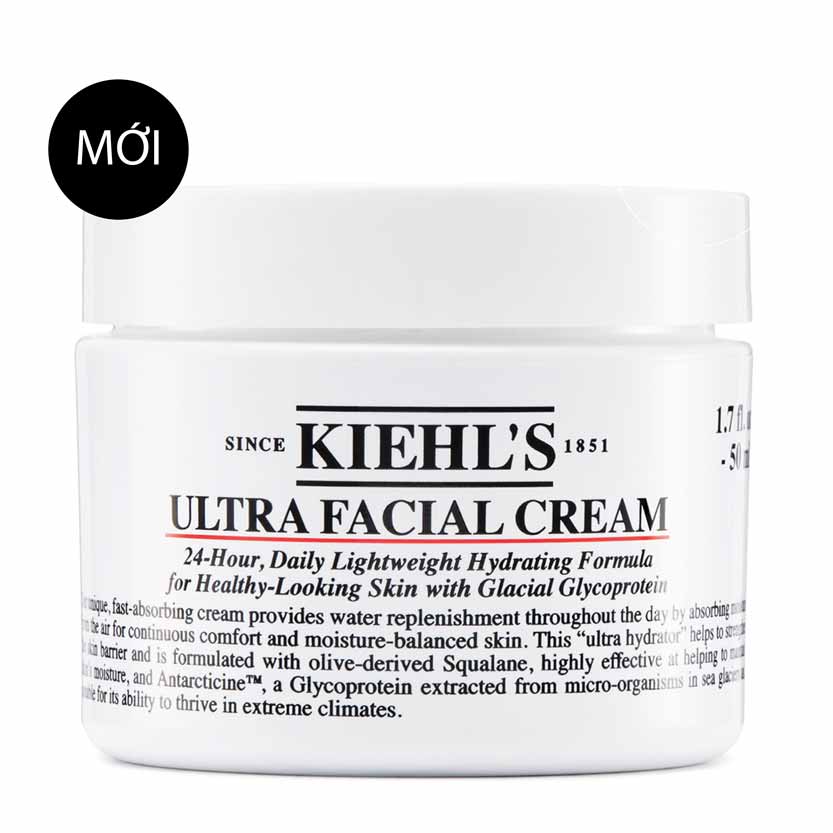 MỚI
SINCE KIEHL'S 1851
1.7 fl.
- 50
ULTRA FACIAL CREAM
24-Hour, Daily Lightweight Hydrating Formula
for Healthy-Looking Skin with Glacial Glycoprotein
unique, fast-absorbing cream provides water replenishment throughout the day by absorbing
the air for continuous comfort and moisture-balanced skin. This “ultra hydrator” helps to
skin barrier and is formulated with olive-derived Squalane, highly effective at helping to
moisture, and Antarcticine™, a Glycoprotein extracted from micro-organisms in sea glaciers
for its ability to thrive in extreme climates.